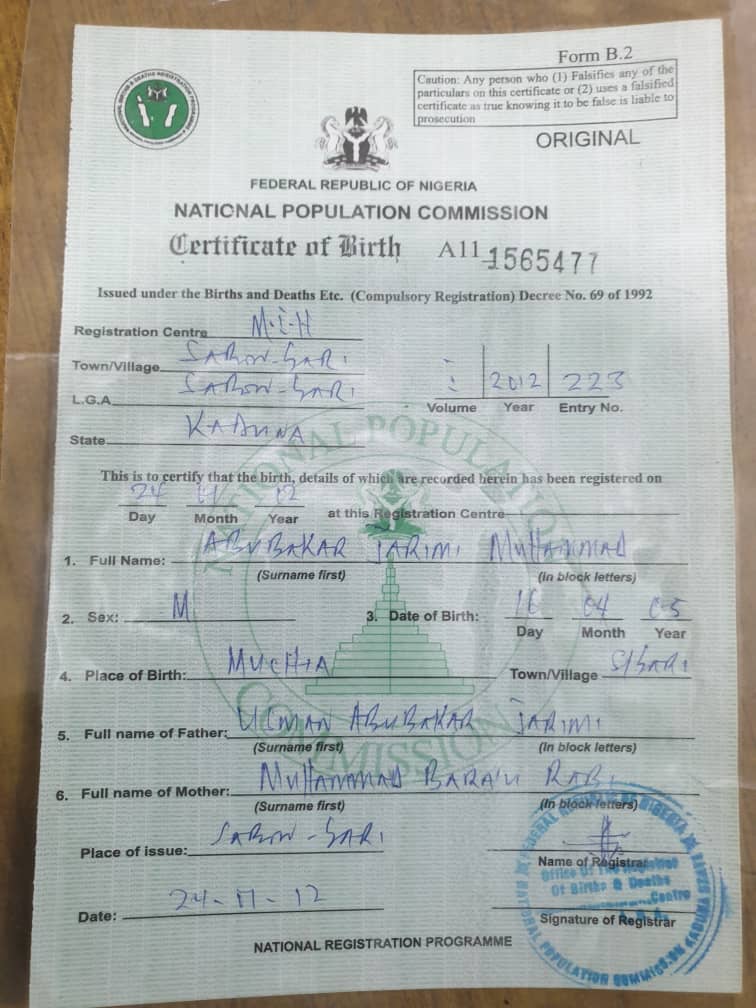 Form B.2
Caution: Any person who (1) Falsifies any of the
particulars on this certificate or (2) uses a falsified
certificate as true knowing it to be false is liable to
prosecution
ORIGINAL
FEDERAL REPUBLIC OF NIGERIA
NATIONAL POPULATION COMMISSION
Certificate of Birth A11 1565477
Issued under the Births and Deaths Etc. (Compulsory Registration) Decree No. 69 of 1992
Registration Centre M.I.H
Town/Village SABON-GARI
L.G.A. SABON-GARI
2012 223
Volume Year Entry No.
State KADUNA
This is to certify that the birth, details of which are recorded herein has been registered on
24 11 12
Day Month Year at this Registration Centre
1. Full Name: ABUBAKAR JARIMI MUHAMMAD
(Surname first) (In block letters)
2. Sex: M 3. Date of Birth: 16 04 05
Day Month Year
4. Place of Birth: MUCHIA Town/Village S/GARI
5. Full name of Father: USMAN ABUBAKAR JARIMI
(Surname first) (In block letters)
6. Full name of Mother: MUHAMMAD BARA'U RABI
(Surname first) (In block letters)
Place of issue: SABON-GARI
Name of Registrar
Date: 24-11-12
Signature of Registrar
NATIONAL REGISTRATION PROGRAMME
NATIONAL POPULATION
COMMISSION
Of Births & Deaths
Centre